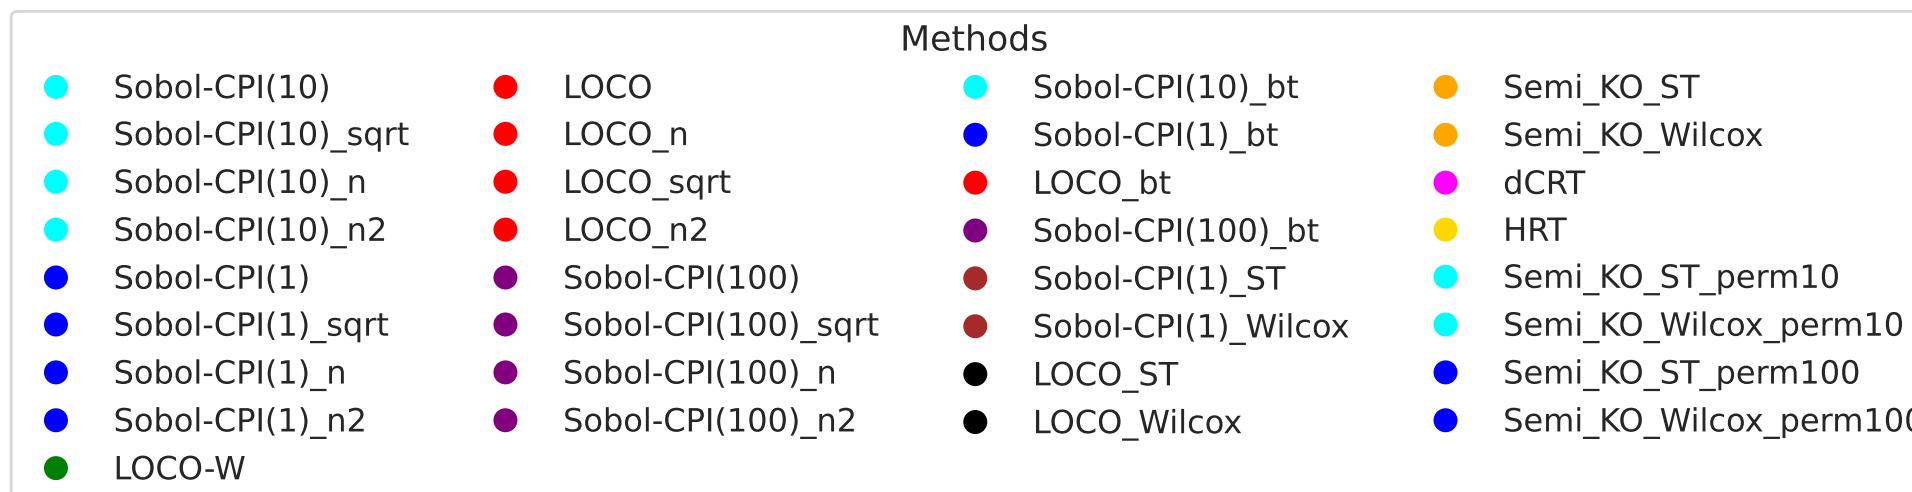 Methods
Sobol-CPI(10)
Sobol-CPI(10)_sqrt
Sobol-CPI(10)_n
Sobol-CPI(10)_n2
Sobol-CPI(1)
Sobol-CPI(1)_sqrt
Sobol-CPI(1)_n
Sobol-CPI(1)_n2
LOCO-W
LOCO
LOCO_n
LOCO_sqrt
LOCO_n2
Sobol-CPI(100)
Sobol-CPI(100)_sqrt
Sobol-CPI(100)_n
Sobol-CPI(100)_n2
Sobol-CPI(10)_bt
Sobol-CPI(1)_bt
LOCO_bt
Sobol-CPI(100)_bt
Sobol-CPI(1)_ST
Sobol-CPI(1)_Wilcox
LOCO_ST
LOCO_Wilcox
Semi_KO_ST
Semi_KO_Wilcox
dCRT
HRT
Semi_KO_ST_perm10
Semi_KO_Wilcox_perm10
Semi_KO_ST_perm100
Semi_KO_Wilcox_perm100